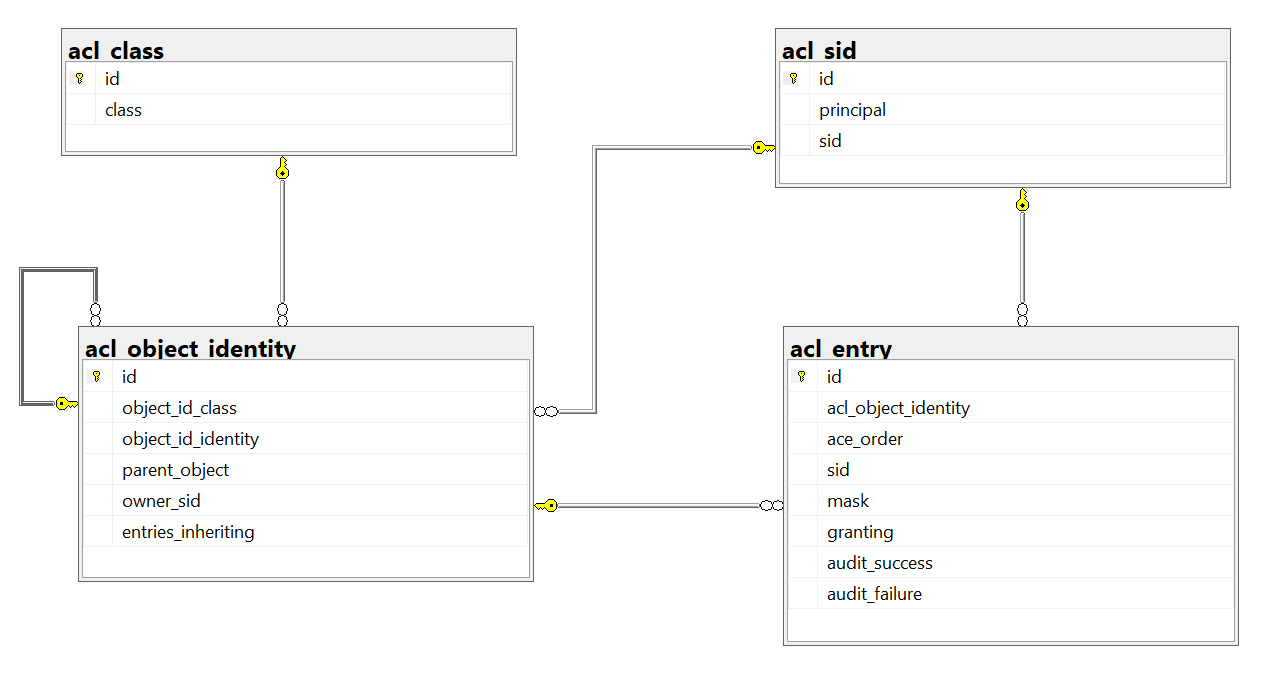 acl_class
id
class
acl_sid
id
principal
sid
acl_object_identity
id
object_id_class
object_id_identity
parent_object
owner_sid
entries_inheriting
acl_entry
id
acl_object_identity
ace_order
sid
mask
granting
audit_success
audit_failure